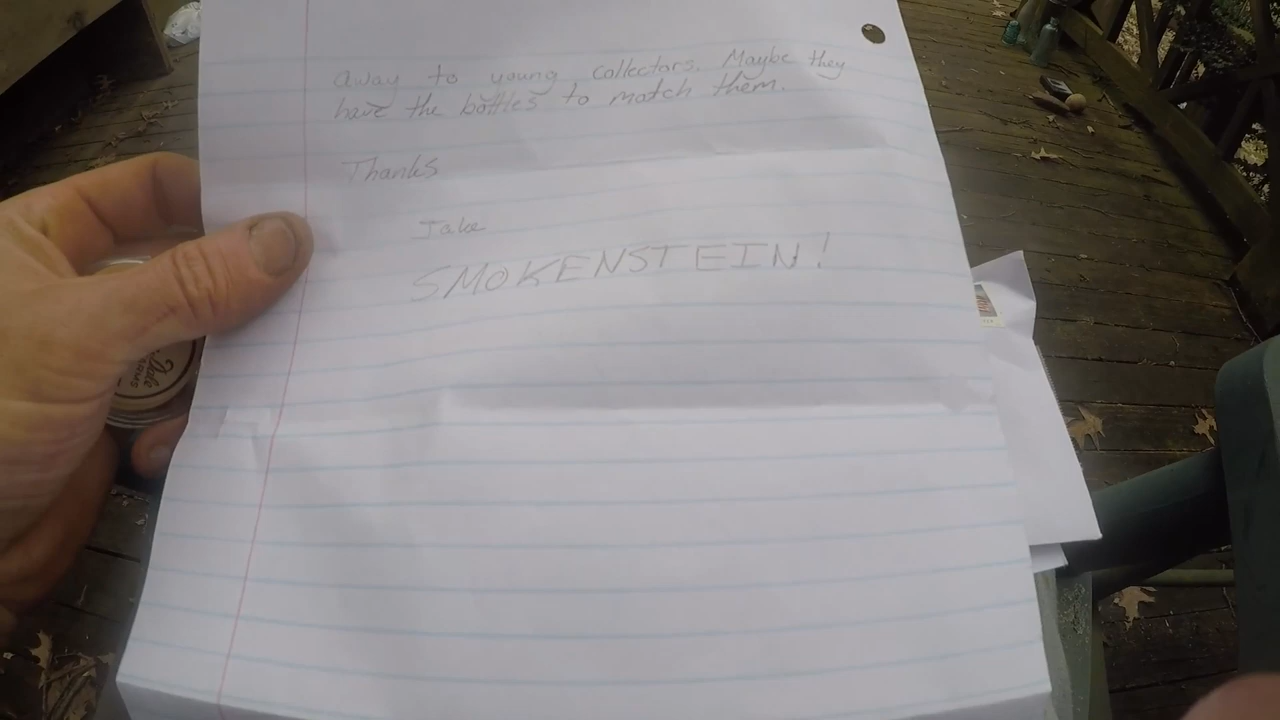 away to young collectors. Maybe they
have the bottles to match them.
Thanks
Jake
SMOKENSTEIN!